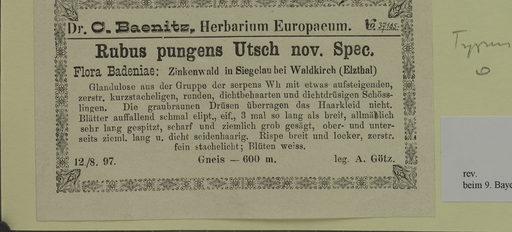 Dr. C. Baenitz, Herbarium Europaeum.
Rubus pungens Utsch nov. Spec.
Flora Badeniae: Zinkenwald in Siegelau bei Waldkirch (Elzthal)
Glandulose aus der Gruppe der serpens Wh mit etwas aufsteigenden,
zerstr. kurzstacheligen, runden, dichtbehaarten und dichtdrüsigen Schöss-
lingen. Die graubraunen Drüsen überragen das Haarkleid nicht.
Blätter auffallend schmal elipt., eif., 3 mal so lang als breit, allmählich
sehr lang gespitzt, scharf und ziemlich grob gesägt, ober- und unter-
seits zieml. lang u. dicht seidenhaarig. Rispe breit und locker, zerstr.
fein stachelicht; Blüten weiss.
12/8. 97. Gneis — 600 m. leg. A. Götz.
Typus
rev.
beim 9. Baye